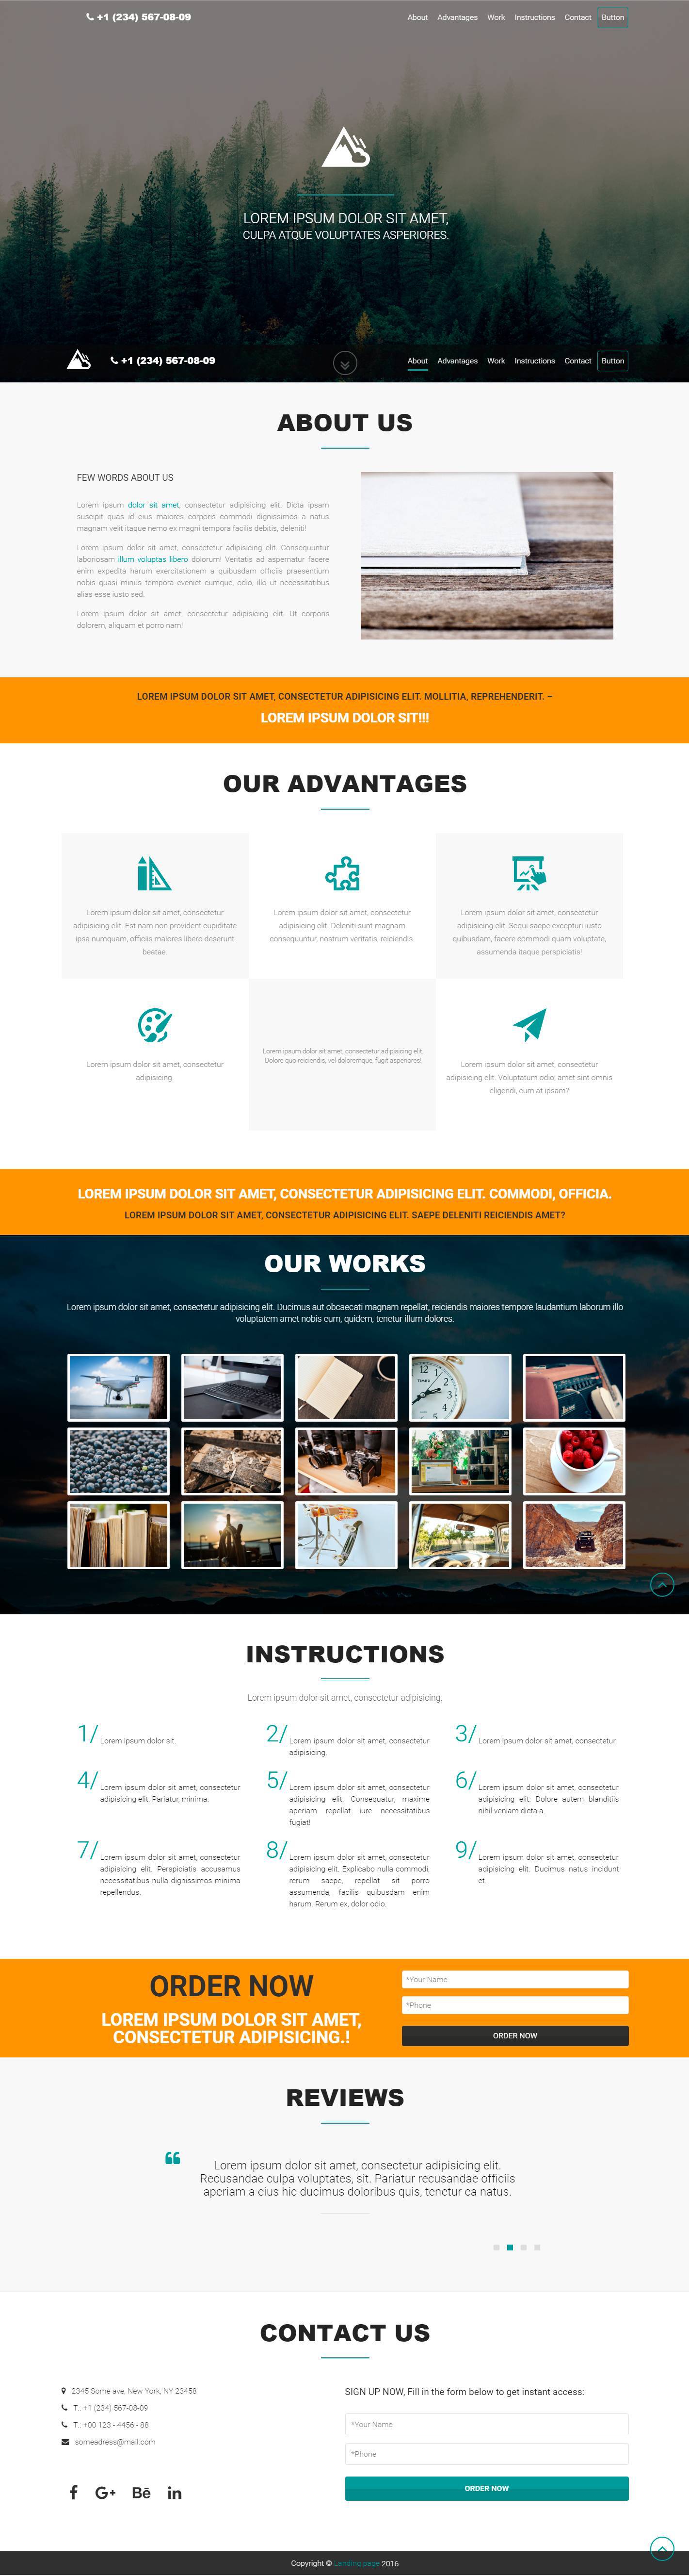 +1 (234) 567-08-09
About Advantages Work Instructions Contact Button
LOREM IPSUM DOLOR SIT AMET,
CULPA ATQUE VOLUPTATES ASPERIORES.
+1 (234) 567-08-09
About Advantages Work Instructions Contact Button
ABOUT US
FEW WORDS ABOUT US
Lorem ipsum dolor sit amet, consectetur adipisicing elit. Dicta ipsam
suscipit quas id eius maiores corporis commodi dignissimos a natus
magnam velit itaque nemo ex magni tempora facilis debitis, deleniti!
Lorem ipsum dolor sit amet, consectetur adipisicing elit. Consequuntur
laboriosam illum voluptas libero dolorum! Veritatis ad aspernatur facere
enim expedita harum exercitationem a quibusdam officiis praesentium
nobis quasi minus tempora eveniet cumque, odio, illo ut necessitatibus
alias esse iusto sed.
Lorem ipsum dolor sit amet, consectetur adipisicing elit. Ut corporis
dolorem, aliquam et porro nam!
LOREM IPSUM DOLOR SIT AMET, CONSECTETUR ADIPISICING ELIT. MOLLITIA, REPREHENDERIT. –
LOREM IPSUM DOLOR SIT!!!
OUR ADVANTAGES
Lorem ipsum dolor sit amet, consectetur
adipisicing elit. Est nam non provident cupiditate
ipsa numquam, officiis maiores libero deserunt
beatae.
Lorem ipsum dolor sit amet, consectetur
adipisicing elit. Deleniti sunt magnam
consequuntur, nostrum veritatis, reiciendis.
Lorem ipsum dolor sit amet, consectetur
adipisicing elit. Sequi saepe excepturi iusto
quibusdam, facere commodi quam voluptate,
assumenda itaque perspiciatis!
Lorem ipsum dolor sit amet, consectetur
adipisicing.
Lorem ipsum dolor sit amet, consectetur adipisicing elit.
Dolore quo reiciendis, vel doloremque, fugit asperiores!
Lorem ipsum dolor sit amet, consectetur
adipisicing elit. Voluptatum odio, amet sint omnis
eligendi, eum at ipsam?
LOREM IPSUM DOLOR SIT AMET, CONSECTETUR ADIPISICING ELIT. COMMODI, OFFICIA.
LOREM IPSUM DOLOR SIT AMET, CONSECTETUR ADIPISICING ELIT. SAEPE DELENITI REICIENDIS AMET?
OUR WORKS
Lorem ipsum dolor sit amet, consectetur adipisicing elit. Ducimus aut obcaecati magnam repellat, reiciendis maiores tempore laudantium laborum illo
voluptatem amet nobis eum, quidem, tenetur illum dolores.
TIMEX
INSTRUCTIONS
Lorem ipsum dolor sit amet, consectetur adipisicing.
1/ Lorem ipsum dolor sit.
2/ Lorem ipsum dolor sit amet, consectetur
adipisicing.
3/ Lorem ipsum dolor sit amet, consectetur.
4/ Lorem ipsum dolor sit amet, consectetur
adipisicing elit. Pariatur, minima.
5/ Lorem ipsum dolor sit amet, consectetur
adipisicing elit. Consequatur, maxime
aperiam repellat iure necessitatibus
fugiat!
6/ Lorem ipsum dolor sit amet, consectetur
adipisicing elit. Dolore autem blanditiis
nihil veniam dicta a.
7/ Lorem ipsum dolor sit amet, consectetur
adipisicing elit. Perspiciatis accusamus
necessitatibus nulla dignissimos minima
repellendus.
8/ Lorem ipsum dolor sit amet, consectetur
adipisicing elit. Explicabo nulla commodi,
rerum saepe, repellat sit porro
assumenda, facilis quibusdam enim
harum. Rerum ex, dolor odio.
9/ Lorem ipsum dolor sit amet, consectetur
adipisicing elit. Ducimus natus incidunt
et.
ORDER NOW
LOREM IPSUM DOLOR SIT AMET,
CONSECTETUR ADIPISICING.!
*Your Name
*Phone
ORDER NOW
REVIEWS
Lorem ipsum dolor sit amet, consectetur adipisicing elit.
Recusandae culpa voluptates, sit. Pariatur recusandae officiis
aperiam a eius hic ducimus doloribus quis, tenetur ea natus.
CONTACT US
2345 Some ave, New York, NY 23458
T.: +1 (234) 567-08-09
T.: +00 123 - 4456 - 88
someadress@mail.com
G+ Bē in
SIGN UP NOW, Fill in the form below to get instant access:
*Your Name
*Phone
ORDER NOW
Copyright © Landing page 2016